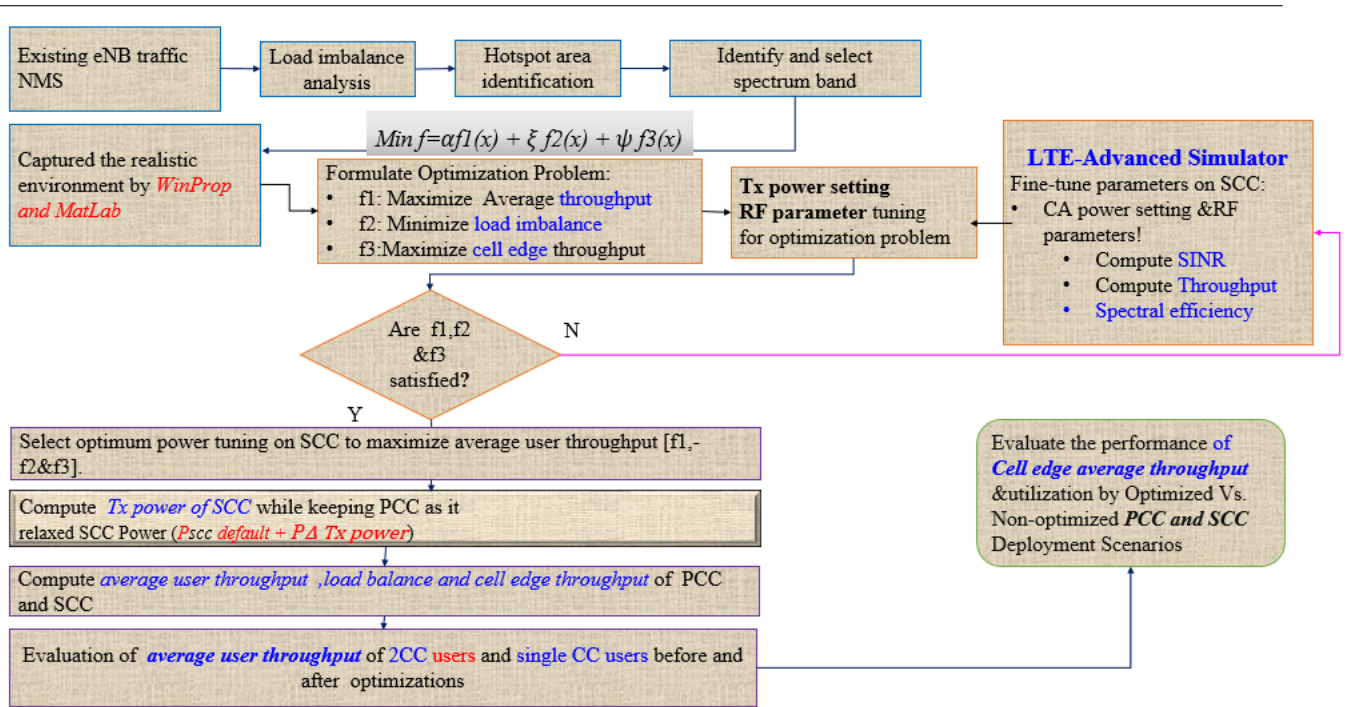 Existing eNB traffic
NMS
Load imbalance
analysis
Hotspot area
identification
Identify and select
spectrum band
Min f=αf1(x) + ξ f2(x) + ψ f3(x)
Captured the realistic
environment by WinProp
and MatLab
Formulate Optimization Problem:
• f1: Maximize Average throughput
• f2: Minimize load imbalance
• f3:Maximize cell edge throughput
Tx power setting
RF parameter tuning
for optimization problem
LTE-Advanced Simulator
Fine-tune parameters on SCC:
• CA power setting &RF
parameters!
• Compute SINR
• Compute Throughput
• Spectral efficiency
Are f1,f2
&f3
satisfied?
N
Y
Select optimum power tuning on SCC to maximize average user throughput [f1,-
f2&f3].
Compute Tx power of SCC while keeping PCC as it
relaxed SCC Power (Pscc default + PΔ Tx power)
Compute average user throughput ,load balance and cell edge throughput of PCC
and SCC
Evaluation of average user throughput of 2CC users and single CC users before and
after optimizations
Evaluate the performance of
Cell edge average throughput
&utilization by Optimized Vs.
Non-optimized PCC and SCC
Deployment Scenarios